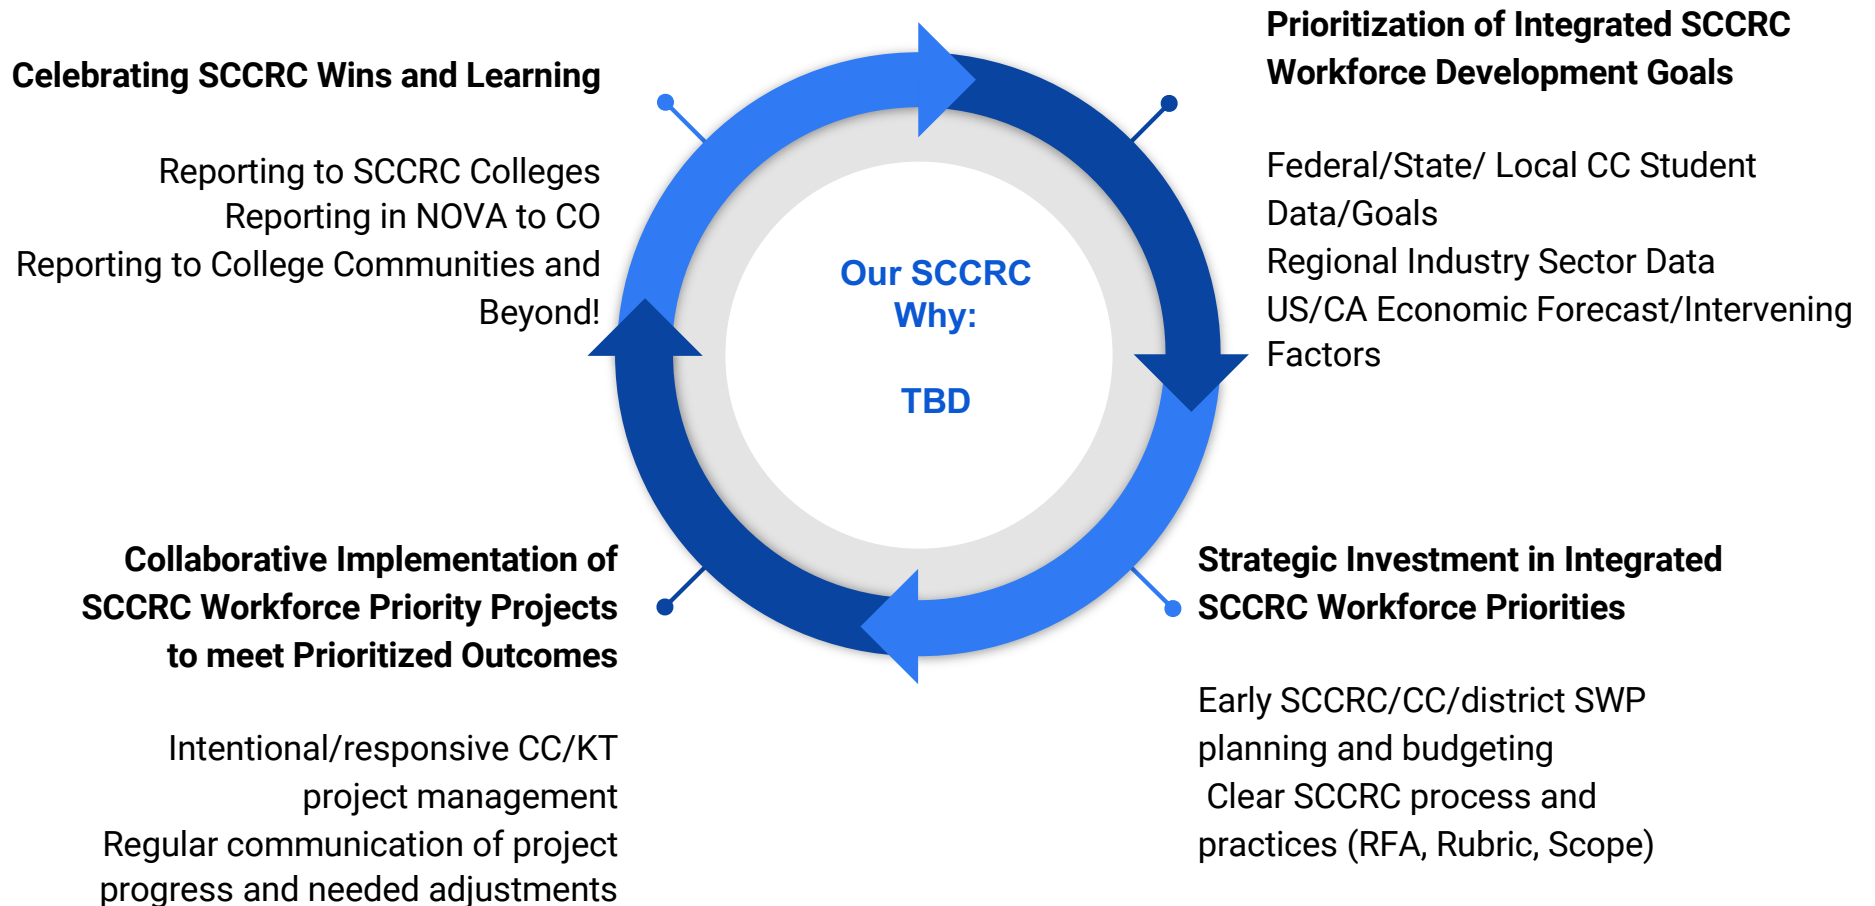 Celebrating SCCRC Wins and Learning
Reporting to SCCRC Colleges
Reporting in NOVA to CO
Reporting to College Communities and
Beyond!
Prioritization of Integrated SCCRC
Workforce Development Goals
Federal/State/ Local CC Student
Data/Goals
Regional Industry Sector Data
US/CA Economic Forecast/Intervening
Factors
Our SCCRC
Why:
TBD
Collaborative Implementation of
SCCRC Workforce Priority Projects
to meet Prioritized Outcomes
Intentional/responsive CC/KT
project management
Regular communication of project
progress and needed adjustments
Strategic Investment in Integrated
SCCRC Workforce Priorities
Early SCCRC/CC/district SWP
planning and budgeting
Clear SCCRC process and
practices (RFA, Rubric, Scope)